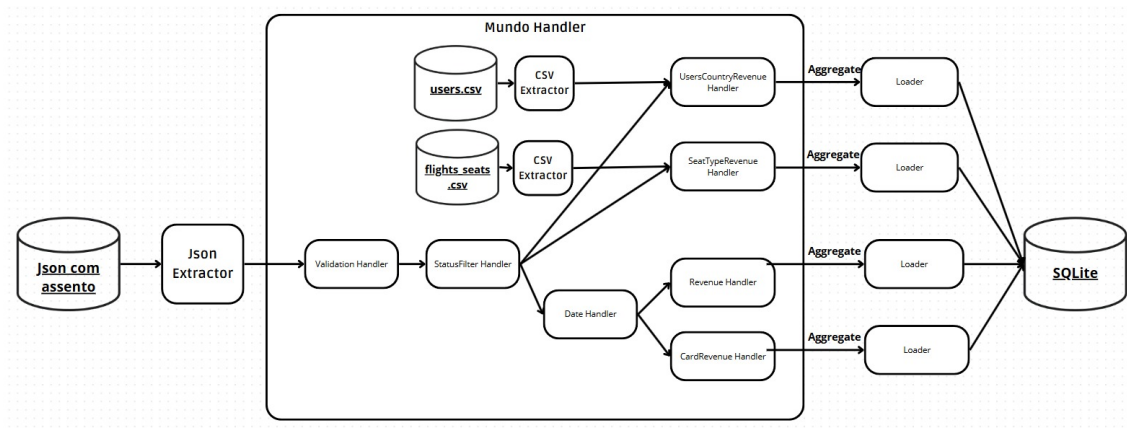 Mundo Handler
users.csv
CSV
Extractor
UsersCountryRevenue
Handler
Aggregate
Loader
flights_seats
.csv
CSV
Extractor
SeatTypeRevenue
Handler
Aggregate
Loader
Json com
assento
Json
Extractor
Validation Handler
StatusFilter Handler
Date Handler
Revenue Handler
Aggregate
Loader
CardRevenue Handler
Aggregate
Loader
SQLite